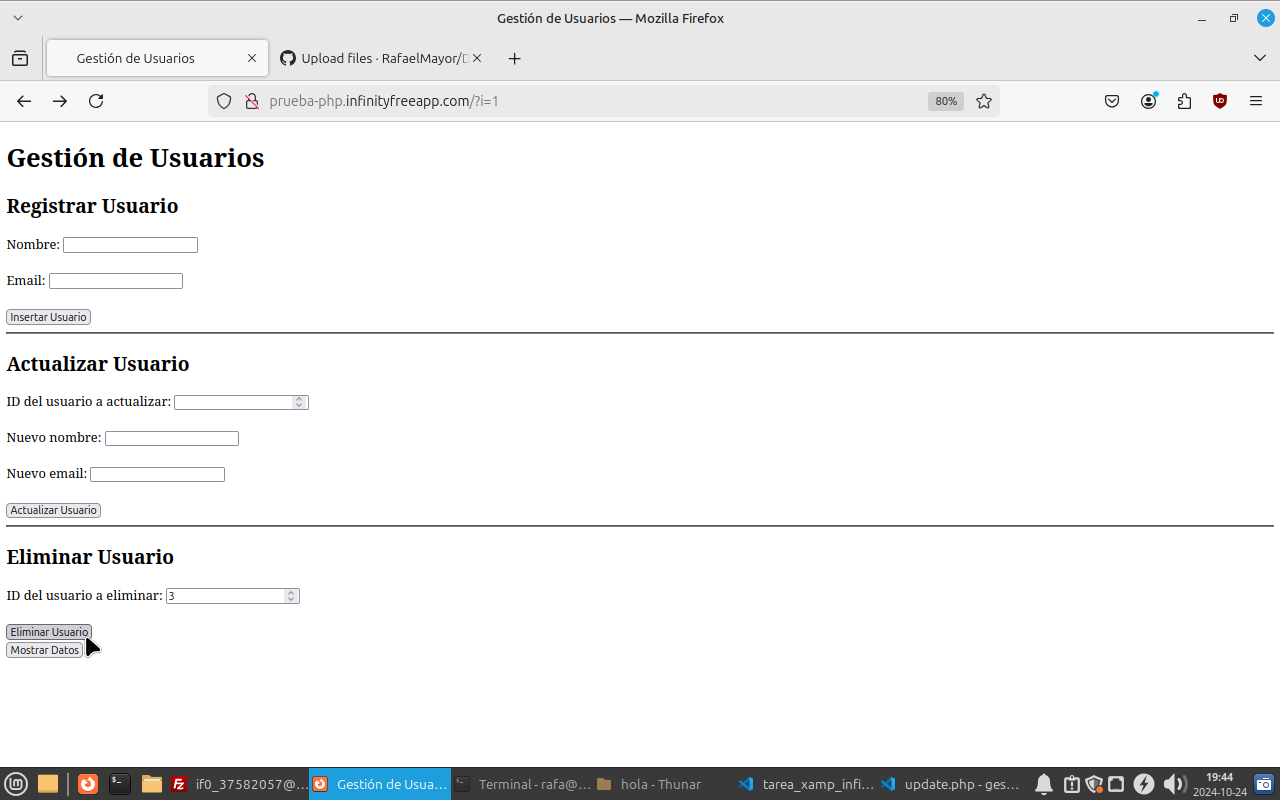 Gestión de Usuarios — Mozilla Firefox
Gestión de Usuarios
Upload files · RafaelMayor/D
prueba-php.infinityfreeapp.com/?i=1
80%
Gestión de Usuarios
Registrar Usuario
Nombre:
Email:
Insertar Usuario
Actualizar Usuario
ID del usuario a actualizar:
Nuevo nombre:
Nuevo email:
Actualizar Usuario
Eliminar Usuario
ID del usuario a eliminar: 3
Eliminar Usuario
Mostrar Datos
if0_37582057@...
Gestión de Usua...
Terminal - rafa@...
hola - Thunar
tarea_xamp_infi...
update.php - ges...
19:44
2024-10-24